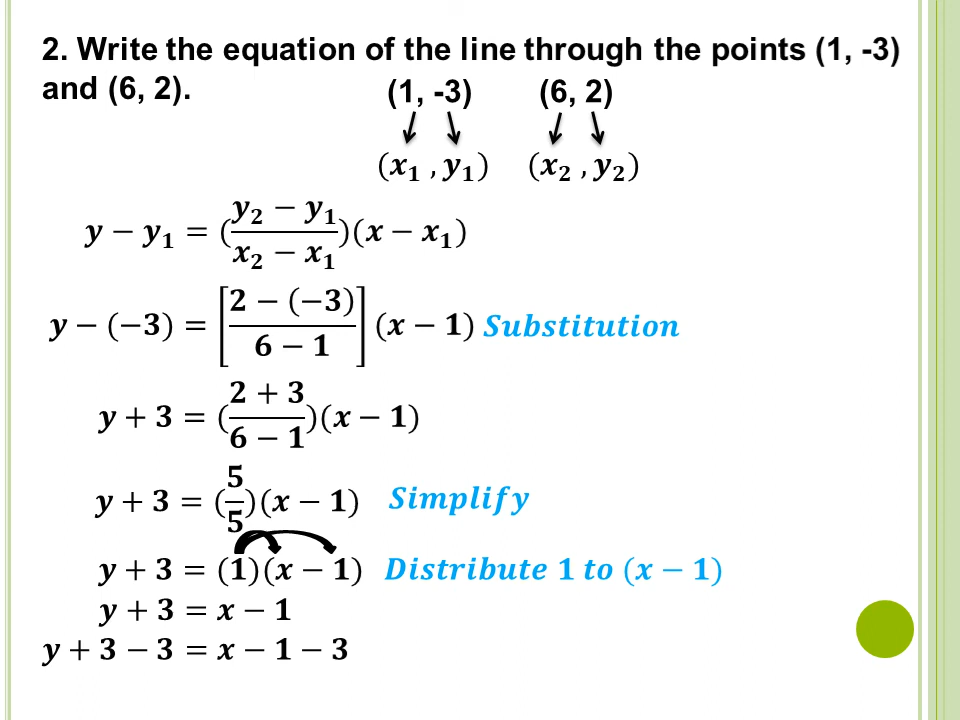 2. Write the equation of the line through the points (1, -3)
and (6, 2).
(1, -3) (6, 2)
(x₁ , y₁) (x₂ , y₂)
y − y₁ = ((y₂ − y₁)/(x₂ − x₁))(x − x₁)
y − (−3) = [(2 − (−3))/(6 − 1)] (x − 1) Substitution
y + 3 = ((2 + 3)/(6 − 1))(x − 1)
y + 3 = (5/5)(x − 1) Simplify
y + 3 = (1)(x − 1) Distribute 1 to (x − 1)
y + 3 = x − 1
y + 3 − 3 = x − 1 − 3